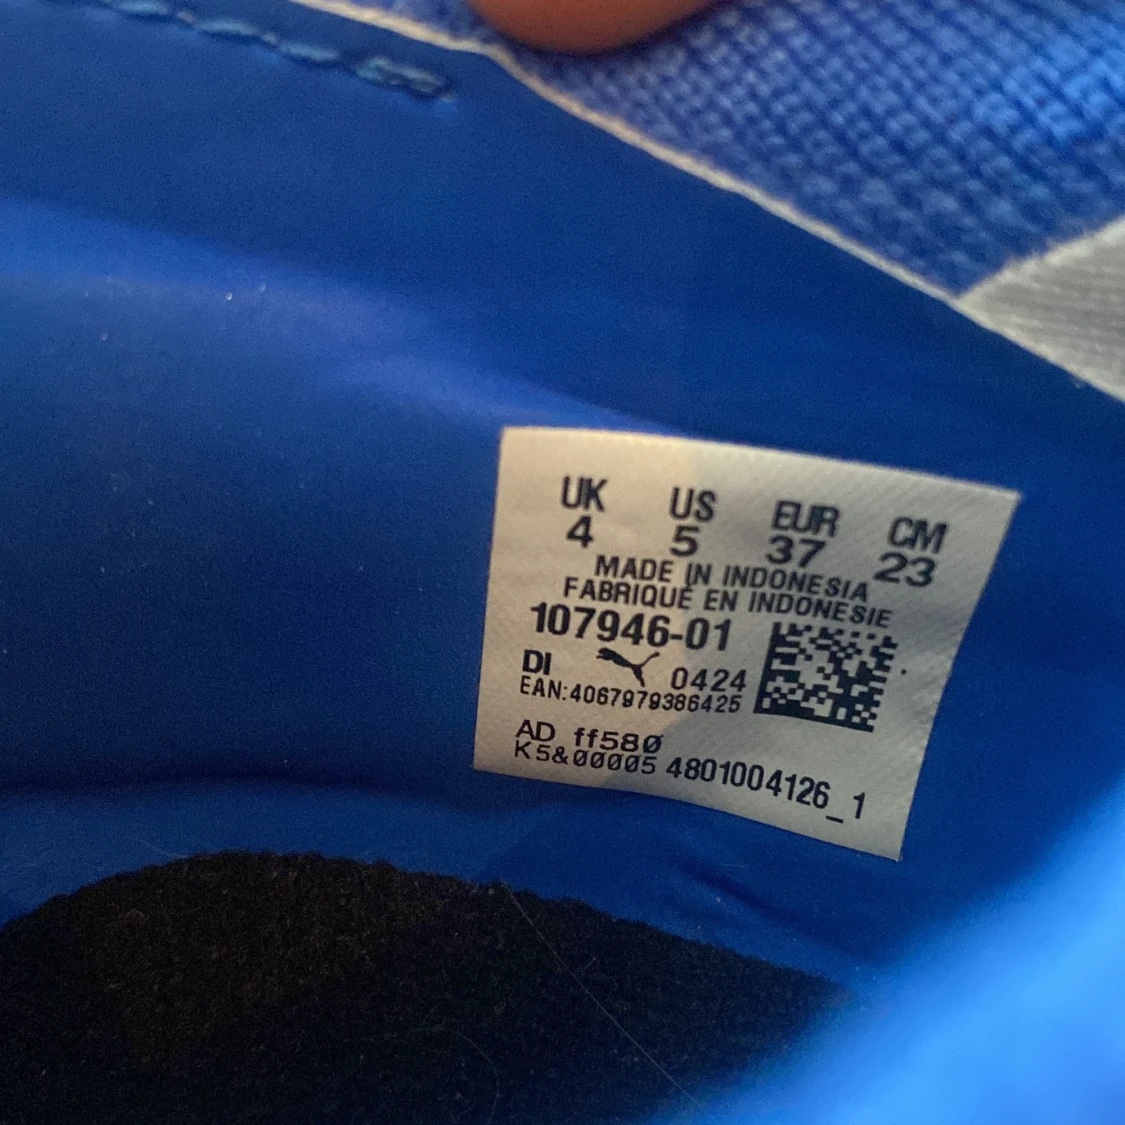 UK US EUR CM
4 5 37 23
MADE IN INDONESIA
FABRIQUÉ EN INDONESIE
107946-01
DI 0424
EAN:4067979386425
AD ff580
K5&00005 4801004126_1